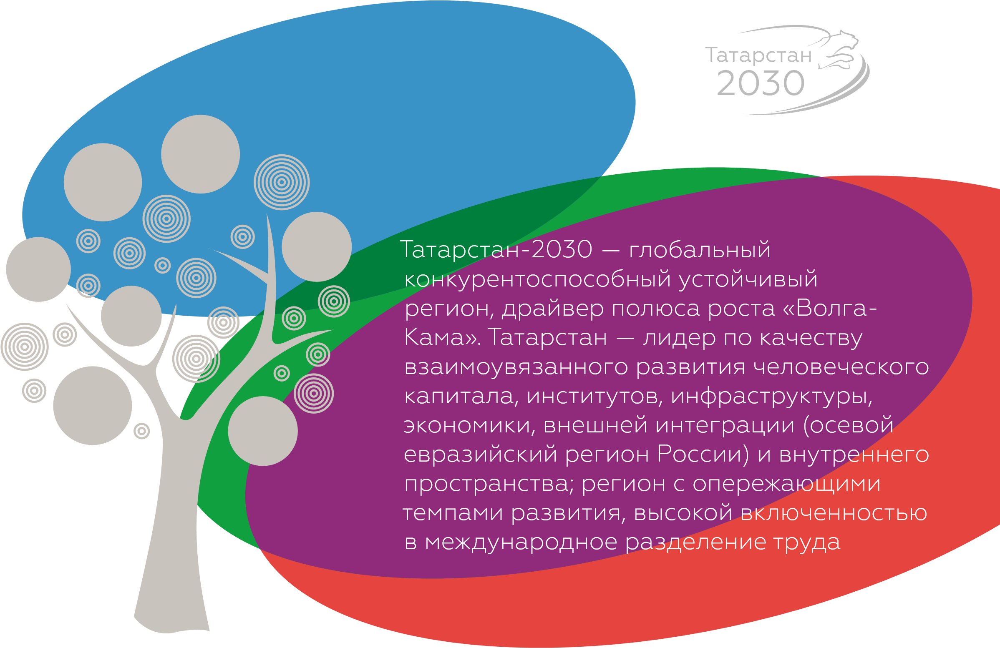 Татарстан
2030
Татарстан-2030 — глобальный
конкурентоспособный устойчивый
регион, драйвер полюса роста «Волга-
Кама». Татарстан — лидер по качеству
взаимоувязанного развития человеческого
капитала, институтов, инфраструктуры,
экономики, внешней интеграции (осевой
евразийский регион России) и внутреннего
пространства; регион с опережающими
темпами развития, высокой включенностью
в международное разделение труда